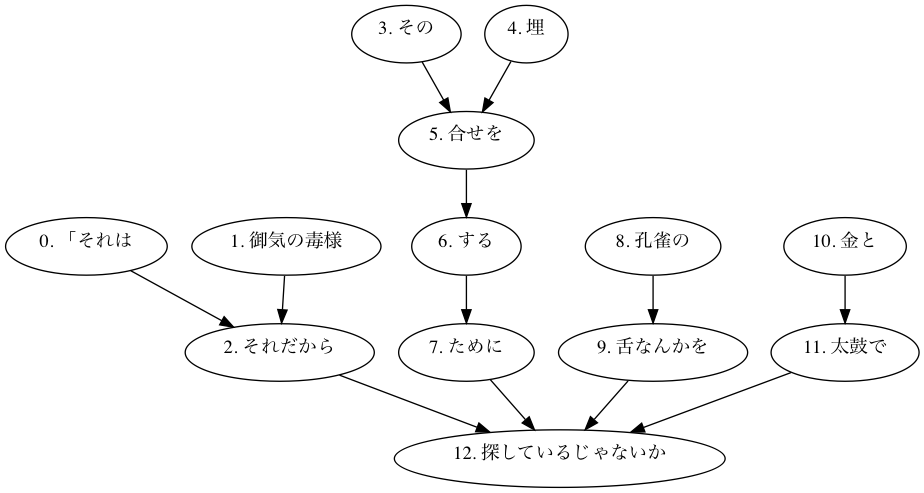 3. その
4. 埋
5. 合せを
0. 「それは
1. 御気の毒様
6. する
8. 孔雀の
10. 金と
2. それだから
7. ために
9. 舌なんかを
11. 太鼓で
12. 探しているじゃないか